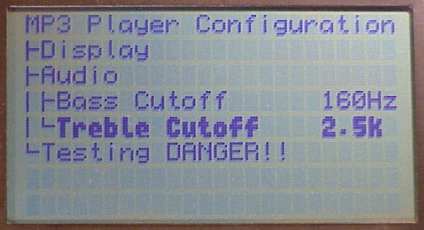 MP3 Player Configuration
├Display
├Audio
│├Bass Cutoff 160Hz
│└Treble Cutoff 2.5K
└Testing DANGER!!